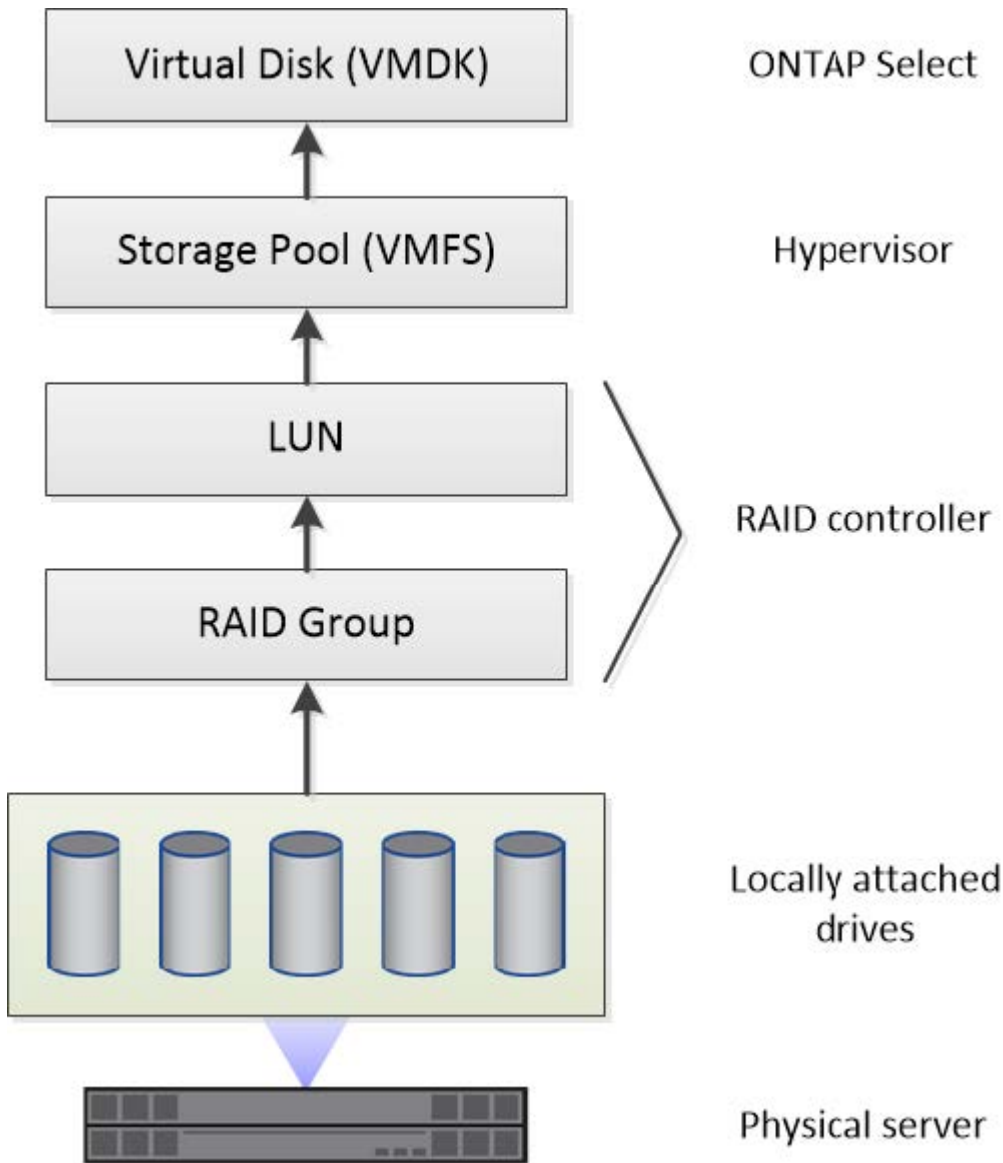 Virtual Disk (VMDK)
ONTAP Select
Storage Pool (VMFS)
Hypervisor
LUN
RAID controller
RAID Group
Locally attached
drives
Physical server